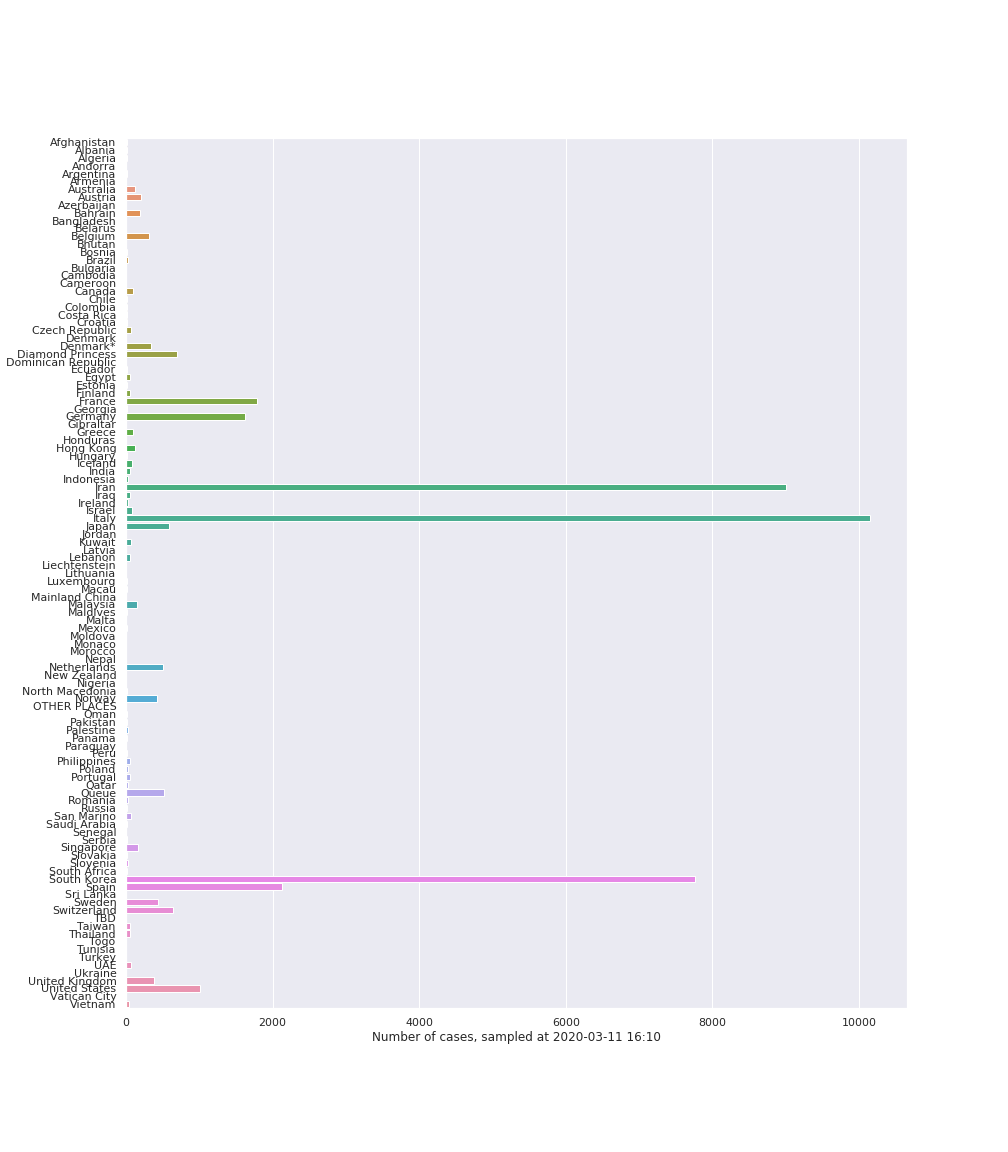 Afghanistan
Albania
Algeria
Andorra
Argentina
Armenia
Australia
Austria
Azerbaijan
Bahrain
Bangladesh
Belarus
Belgium
Bhutan
Bosnia
Brazil
Bulgaria
Cambodia
Cameroon
Canada
Chile
Colombia
Costa Rica
Croatia
Czech Republic
Denmark
Denmark*
Diamond Princess
Dominican Republic
Ecuador
Egypt
Estonia
Finland
France
Georgia
Germany
Gibraltar
Greece
Honduras
Hong Kong
Hungary
Iceland
India
Indonesia
Iran
Iraq
Ireland
Israel
Italy
Japan
Jordan
Kuwait
Latvia
Lebanon
Liechtenstein
Lithuania
Luxembourg
Macau
Mainland China
Malaysia
Maldives
Malta
Mexico
Moldova
Monaco
Morocco
Nepal
Netherlands
New Zealand
Nigeria
North Macedonia
Norway
OTHER PLACES
Oman
Pakistan
Palestine
Panama
Paraguay
Peru
Philippines
Poland
Portugal
Qatar
Queue
Romania
Russia
San Marino
Saudi Arabia
Senegal
Serbia
Singapore
Slovakia
Slovenia
South Africa
South Korea
Spain
Sri Lanka
Sweden
Switzerland
TBD
Taiwan
Thailand
Togo
Tunisia
Turkey
UAE
Ukraine
United Kingdom
United States
Vatican City
Vietnam
0 2000 4000 6000 8000 10000
Number of cases, sampled at 2020-03-11 16:10